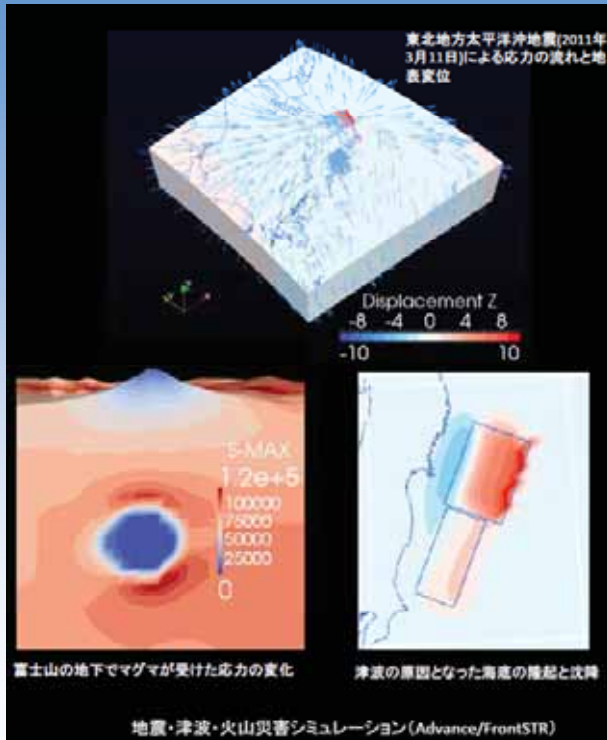 東北地方太平洋沖地震(2011年
3月11日)による応力の流れと地
表変位
Displacement Z
-8 -4 0 4 8
-10 10
S-MAX
1.2e+5
100000
75000
50000
25000
0
富士山の地下でマグマが受けた応力の変化
津波の原因となった海底の隆起と沈降
地震・津波・火山災害シミュレーション(Advance/FrontSTR)